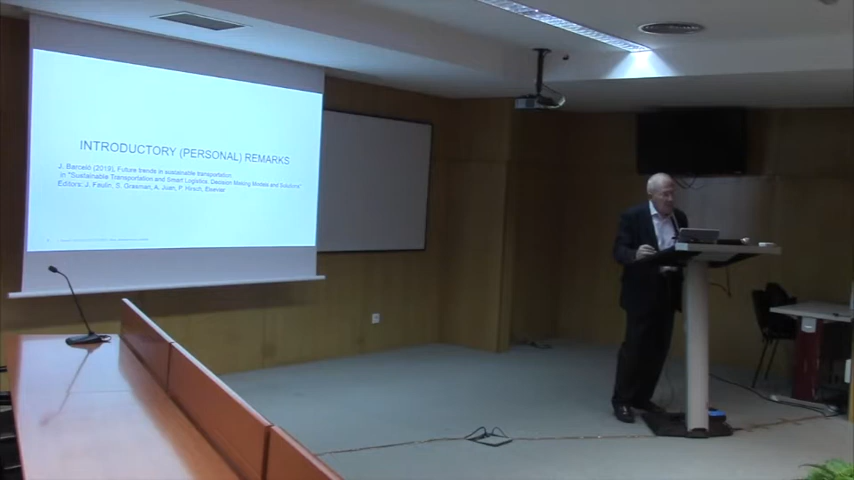 INTRODUCTORY (PERSONAL) REMARKS
J. Barceló (2019), Future trends in sustainable transportation,
in "Sustainable Transportation and Smart Logistics. Decision Making Models and Solutions"
Editors: J. Faulin, S. Grasman, A. Juan, P. Hirsch, Elsevier